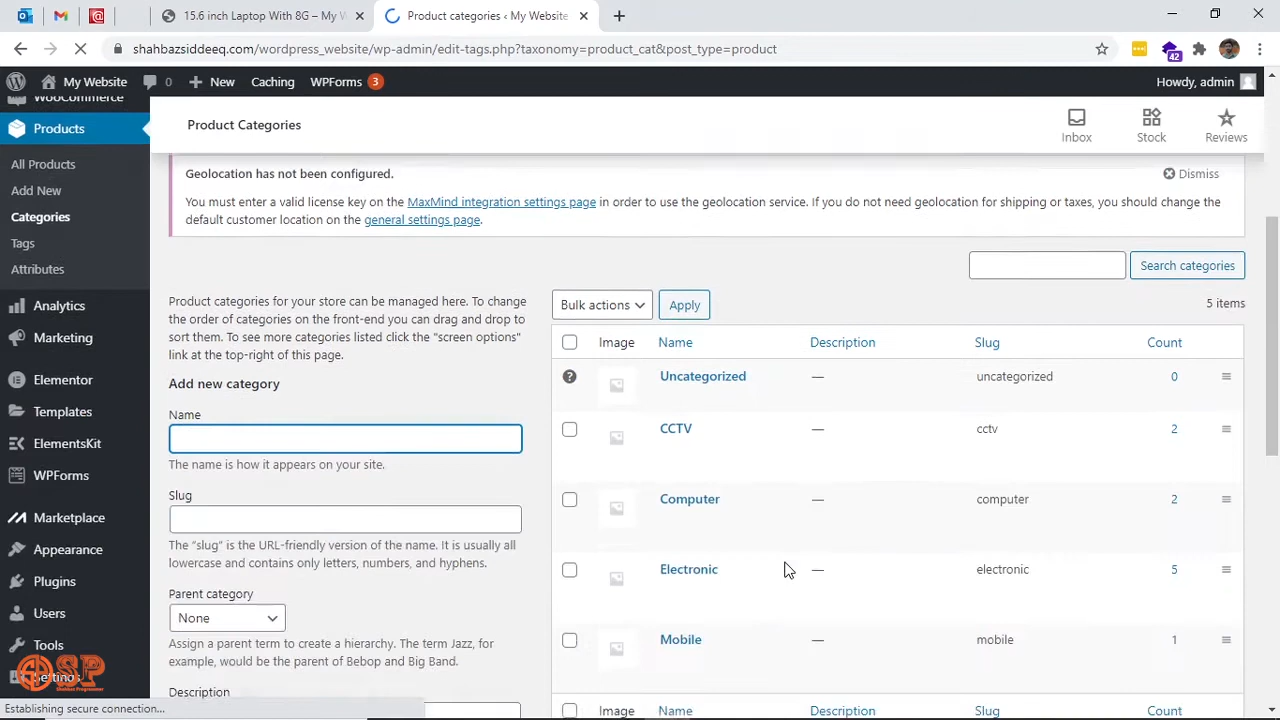 15.6 inch Laptop With 8G – My W
Product categories ‹ My Website
shahbazsiddeeq.com/wordpress_website/wp-admin/edit-tags.php?taxonomy=product_cat&post_type=product
42
My Website
0
New
Caching
WPForms
3
Howdy, admin
WooCommerce
Products
All Products
Add New
Categories
Tags
Attributes
Analytics
Marketing
Elementor
Templates
ElementsKit
WPForms
Marketplace
Appearance
Plugins
Users
Tools
Settings
SP
Shahbaz Programmer
Product Categories
Inbox
Stock
Reviews
Geolocation has not been configured.
Dismiss
You must enter a valid license key on the MaxMind integration settings page in order to use the geolocation service. If you do not need geolocation for shipping or taxes, you should change the
default customer location on the general settings page.
Search categories
Product categories for your store can be managed here. To change
the order of categories on the front-end you can drag and drop to
sort them. To see more categories listed click the "screen options"
link at the top-right of this page.
Add new category
Name
The name is how it appears on your site.
Slug
The “slug” is the URL-friendly version of the name. It is usually all
lowercase and contains only letters, numbers, and hyphens.
Parent category
None
Assign a parent term to create a hierarchy. The term Jazz, for
example, would be the parent of Bebop and Big Band.
Description
Bulk actions
Apply
5 items
Image Name Description Slug Count
Uncategorized — uncategorized 0
CCTV — cctv 2
Computer — computer 2
Electronic — electronic 5
Mobile — mobile 1
Image Name Description Slug Count
Establishing secure connection...